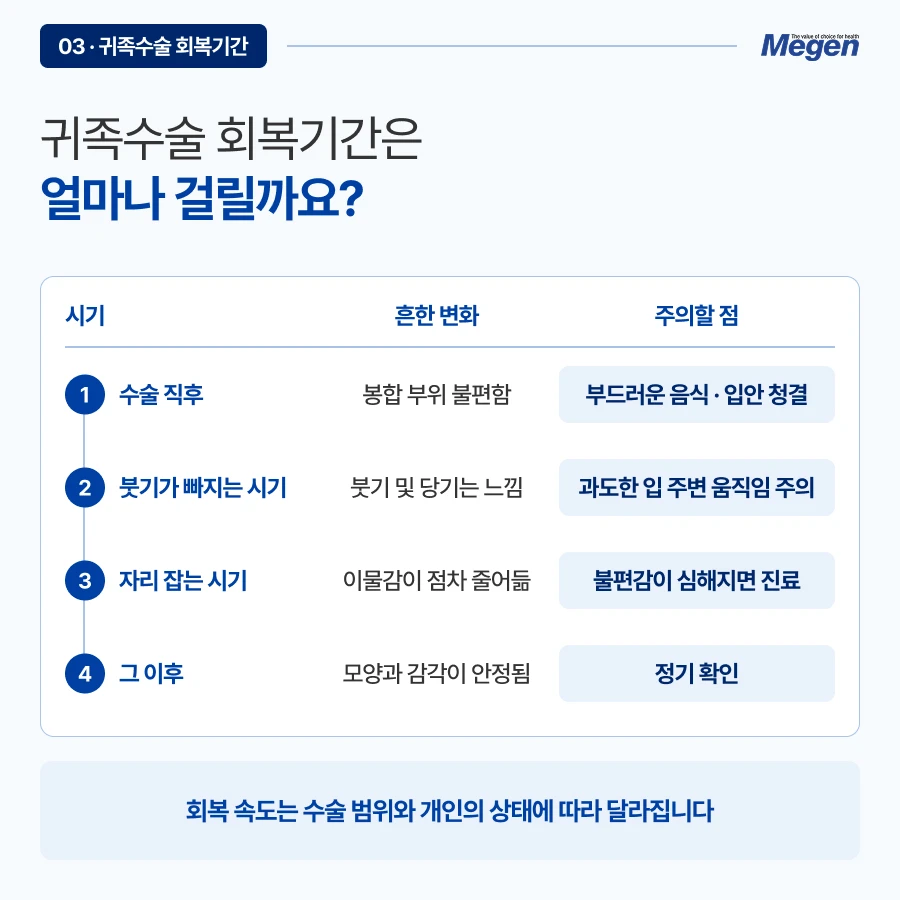 03 · 귀족수술 회복기간
The value of choice for health
Megen
귀족수술 회복기간은
얼마나 걸릴까요?
시기 흔한 변화 주의할 점
1 수술 직후 봉합 부위 불편함 부드러운 음식 · 입안 청결
2 붓기가 빠지는 시기 붓기 및 당기는 느낌 과도한 입 주변 움직임 주의
3 자리 잡는 시기 이물감이 점차 줄어듦 불편감이 심해지면 진료
4 그 이후 모양과 감각이 안정됨 정기 확인
회복 속도는 수술 범위와 개인의 상태에 따라 달라집니다